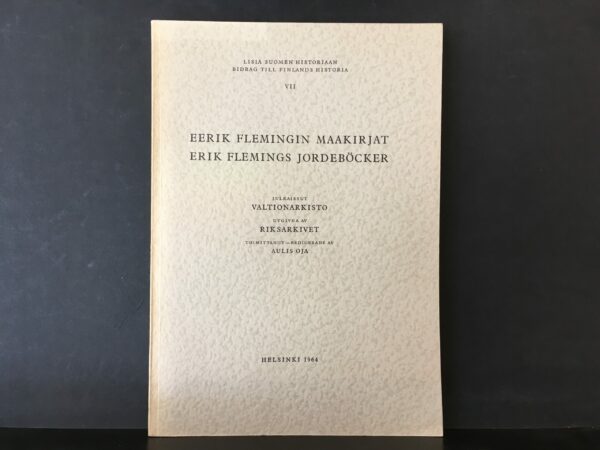 LISIÄ SUOMEN HISTORIAAN
BIDRAG TILL FINLANDS HISTORIA
VII
EERIK FLEMINGIN MAAKIRJAT
ERIK FLEMINGS JORDEBÖCKER
JULKAISSUT
VALTIONARKISTO
UTGIVNA AV
RIKSARKIVET
TOIMITTANUT—REDIGERADE AV
AULIS OJA
HELSINKI 1964